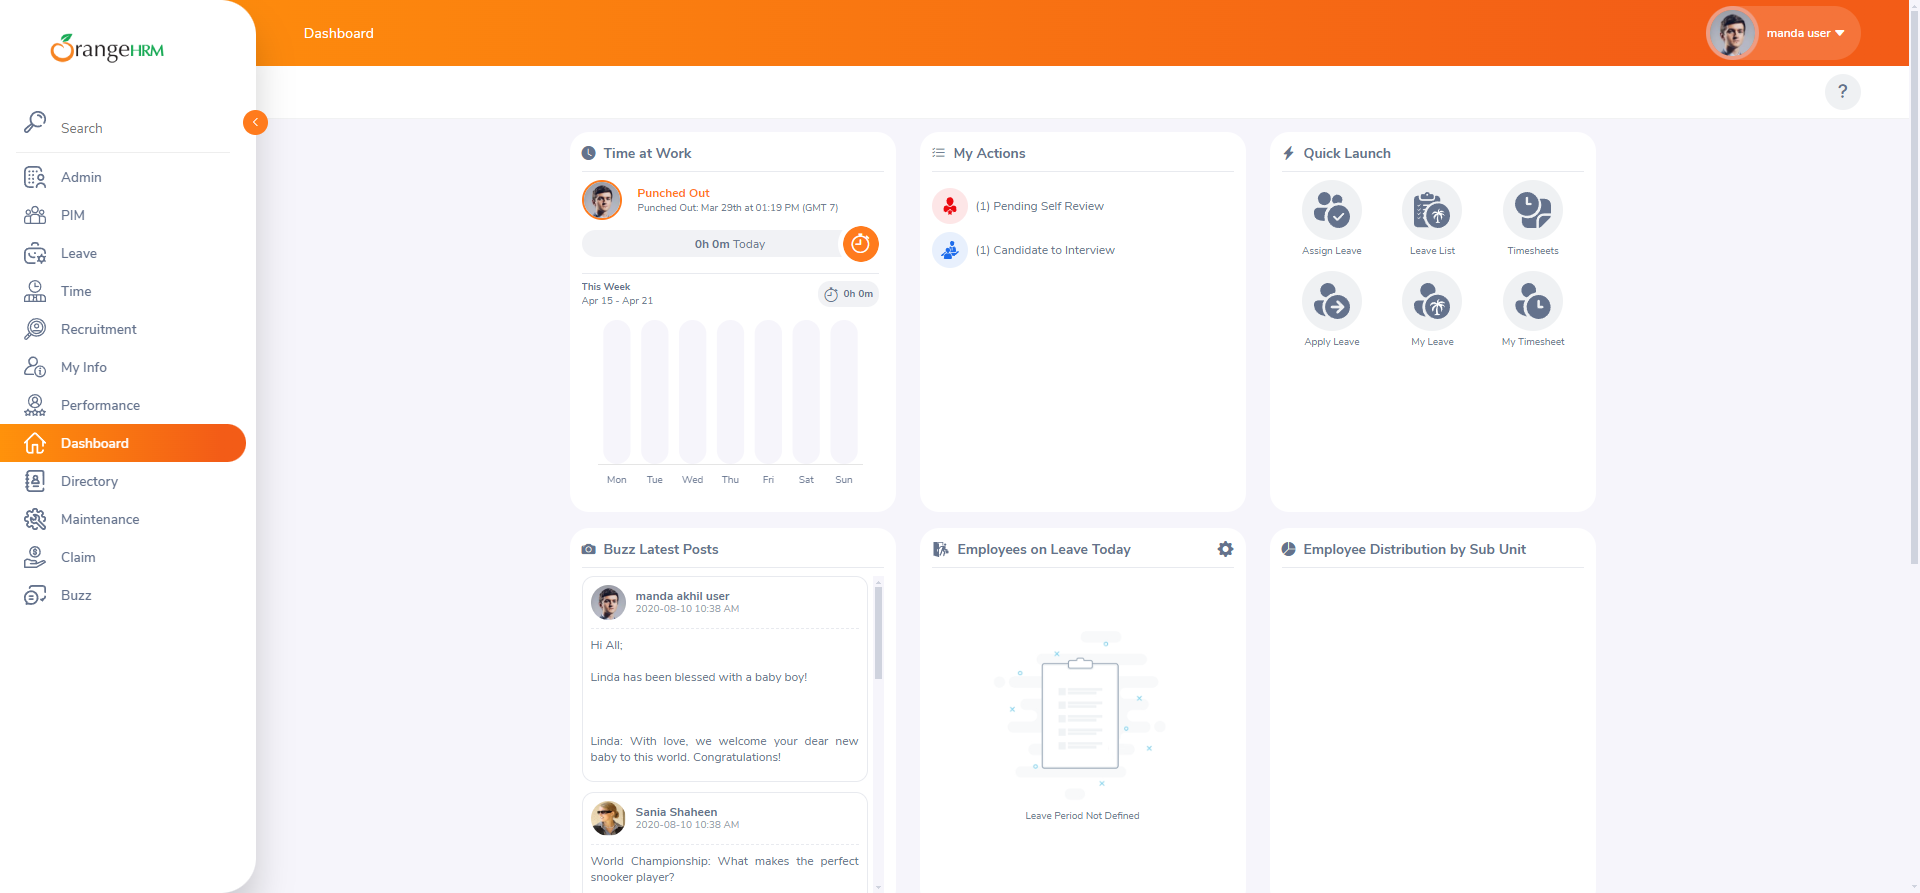 OrangeHRM
Dashboard
manda user
?
Search
Admin
PIM
Leave
Time
Recruitment
My Info
Performance
Dashboard
Directory
Maintenance
Claim
Buzz
Time at Work
Punched Out
Punched Out: Mar 29th at 01:19 PM (GMT 7)
0h 0m Today
This Week
Apr 15 - Apr 21
0h 0m
Mon Tue Wed Thu Fri Sat Sun
My Actions
(1) Pending Self Review
(1) Candidate to Interview
Quick Launch
Assign Leave
Leave List
Timesheets
Apply Leave
My Leave
My Timesheet
Buzz Latest Posts
manda akhil user
2020-08-10 10:38 AM
Hi All;
Linda has been blessed with a baby boy!
Linda: With love, we welcome your dear new
baby to this world. Congratulations!
Sania Shaheen
2020-08-10 10:38 AM
World Championship: What makes the perfect
snooker player?
Employees on Leave Today
Leave Period Not Defined
Employee Distribution by Sub Unit